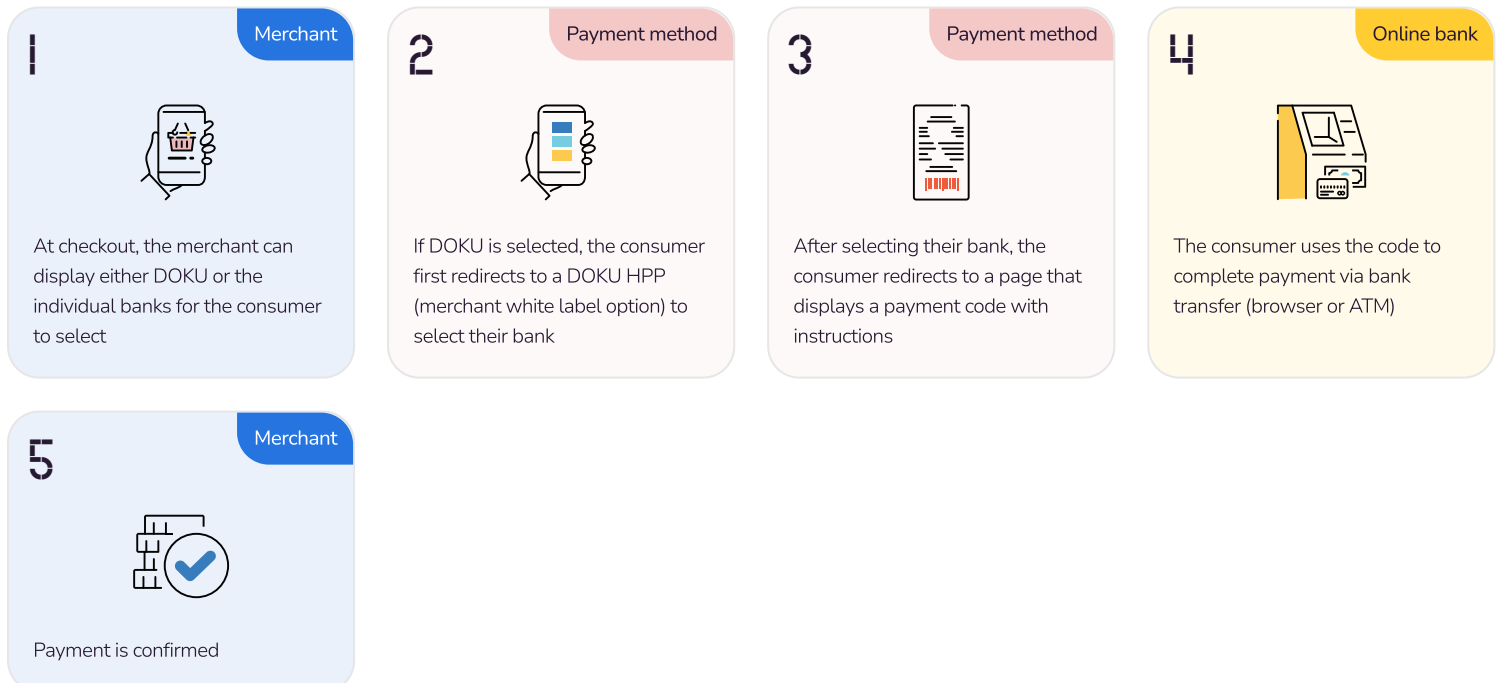 1
Merchant
At checkout, the merchant can
display either DOKU or the
individual banks for the consumer
to select
2
Payment method
If DOKU is selected, the consumer
first redirects to a DOKU HPP
(merchant white label option) to
select their bank
3
Payment method
After selecting their bank, the
consumer redirects to a page that
displays a payment code with
instructions
4
Online bank
The consumer uses the code to
complete payment via bank
transfer (browser or ATM)
5
Merchant
Payment is confirmed